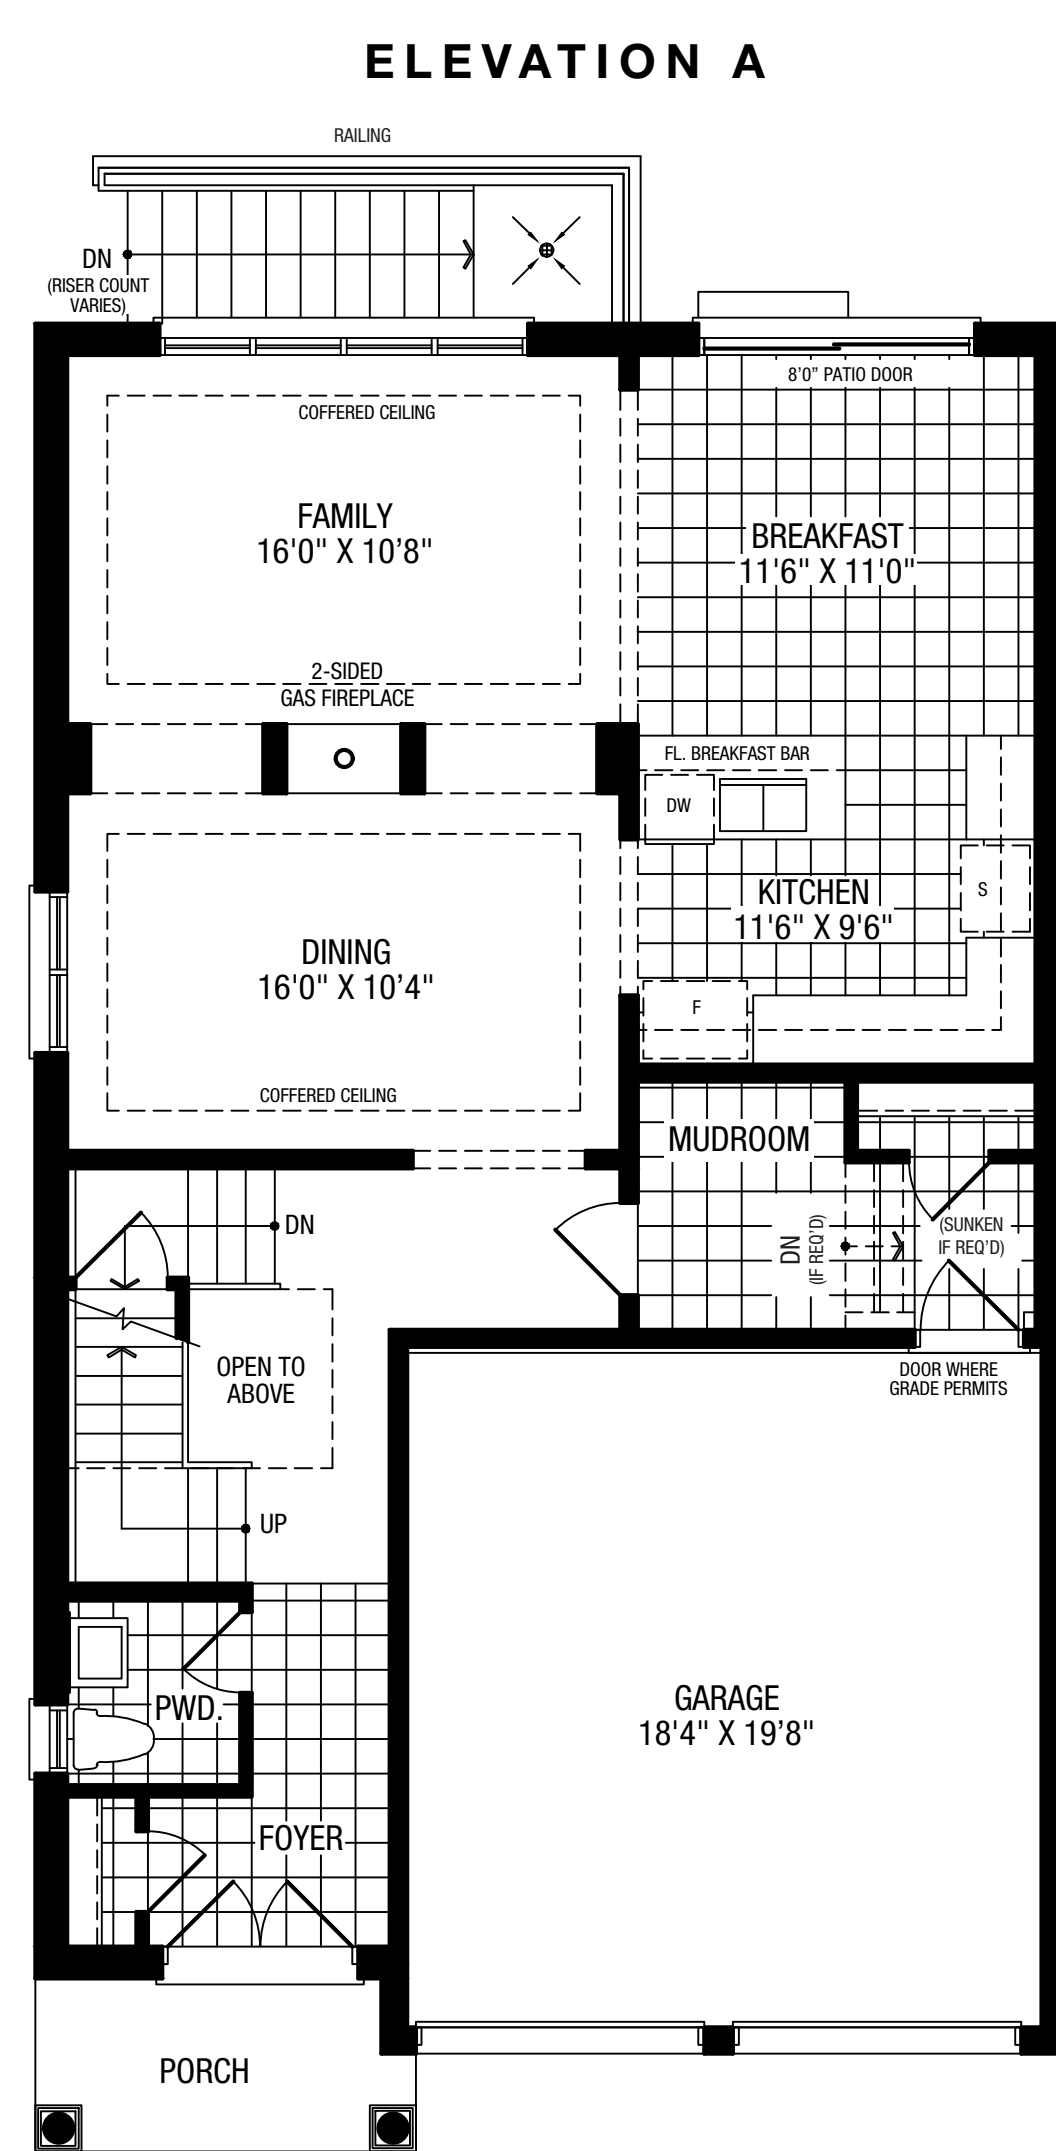 ELEVATION A
RAILING
DN
(RISER COUNT
VARIES)
8'0" PATIO DOOR
COFFERED CEILING
FAMILY
16'0" X 10'8"
BREAKFAST
11'6" X 11'0"
2-SIDED
GAS FIREPLACE
FL. BREAKFAST BAR
DW
S
KITCHEN
11'6" X 9'6"
DINING
16'0" X 10'4"
F
COFFERED CEILING
MUDROOM
DN
DN
(IF REQ'D)
(SUNKEN
IF REQ'D)
OPEN TO
ABOVE
DOOR WHERE
GRADE PERMITS
UP
PWD.
GARAGE
18'4" X 19'8"
FOYER
PORCH